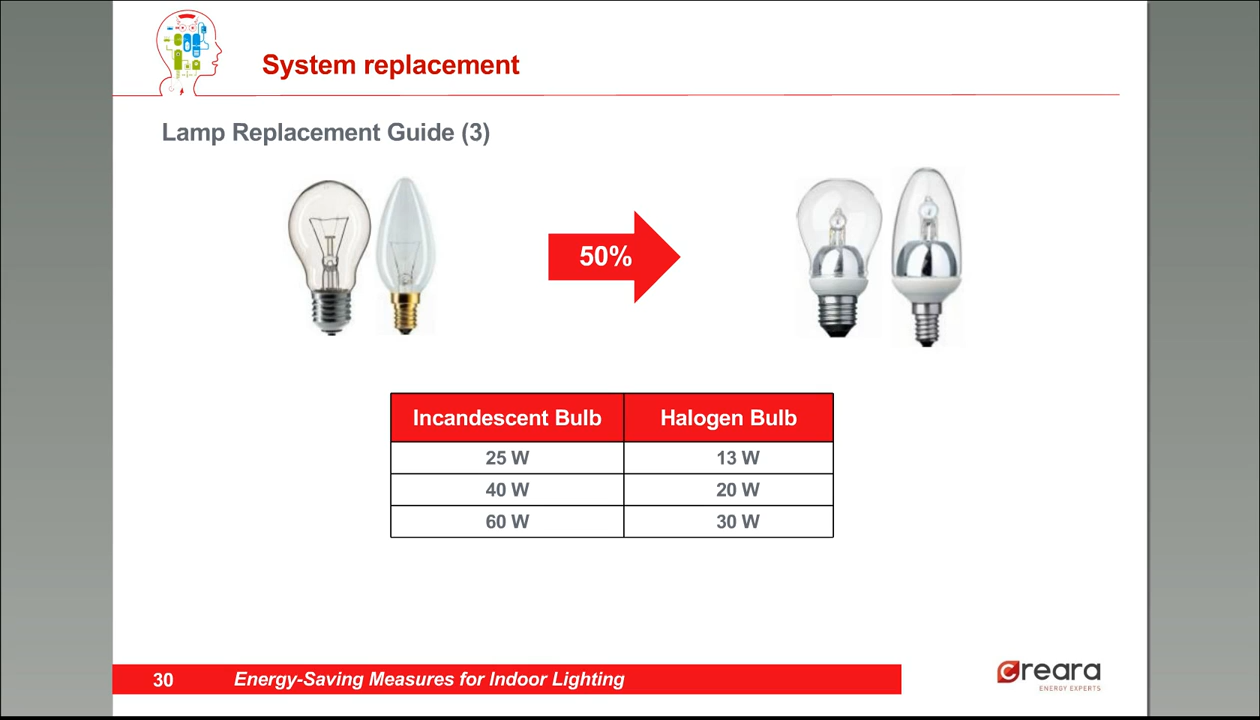 System replacement
Lamp Replacement Guide (3)
50%
Incandescent Bulb Halogen Bulb
25 W 13 W
40 W 20 W
60 W 30 W
30 Energy-Saving Measures for Indoor Lighting
creara
ENERGY EXPERTS